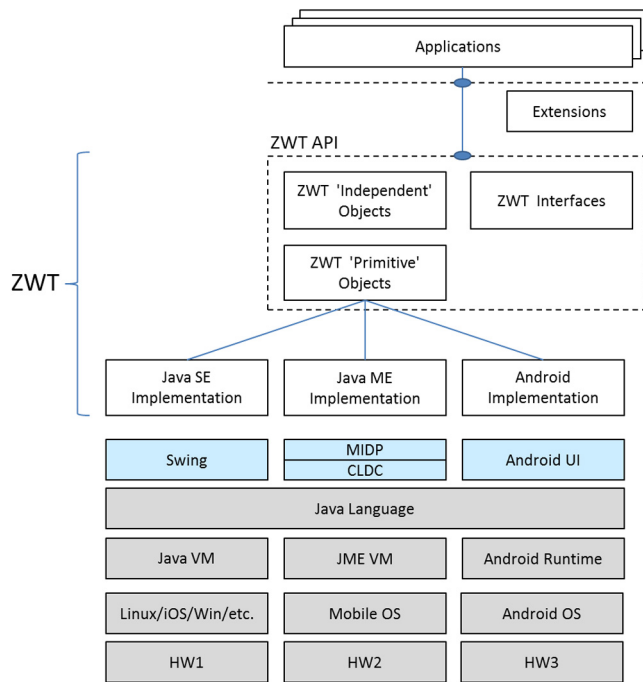 Applications
Extensions
ZWT API
ZWT 'Independent'
Objects
ZWT Interfaces
ZWT 'Primitive'
Objects
ZWT
Java SE
Implementation
Java ME
Implementation
Android
Implementation
Swing
MIDP
CLDC
Android UI
Java Language
Java VM
JME VM
Android Runtime
Linux/iOS/Win/etc.
Mobile OS
Android OS
HW1
HW2
HW3